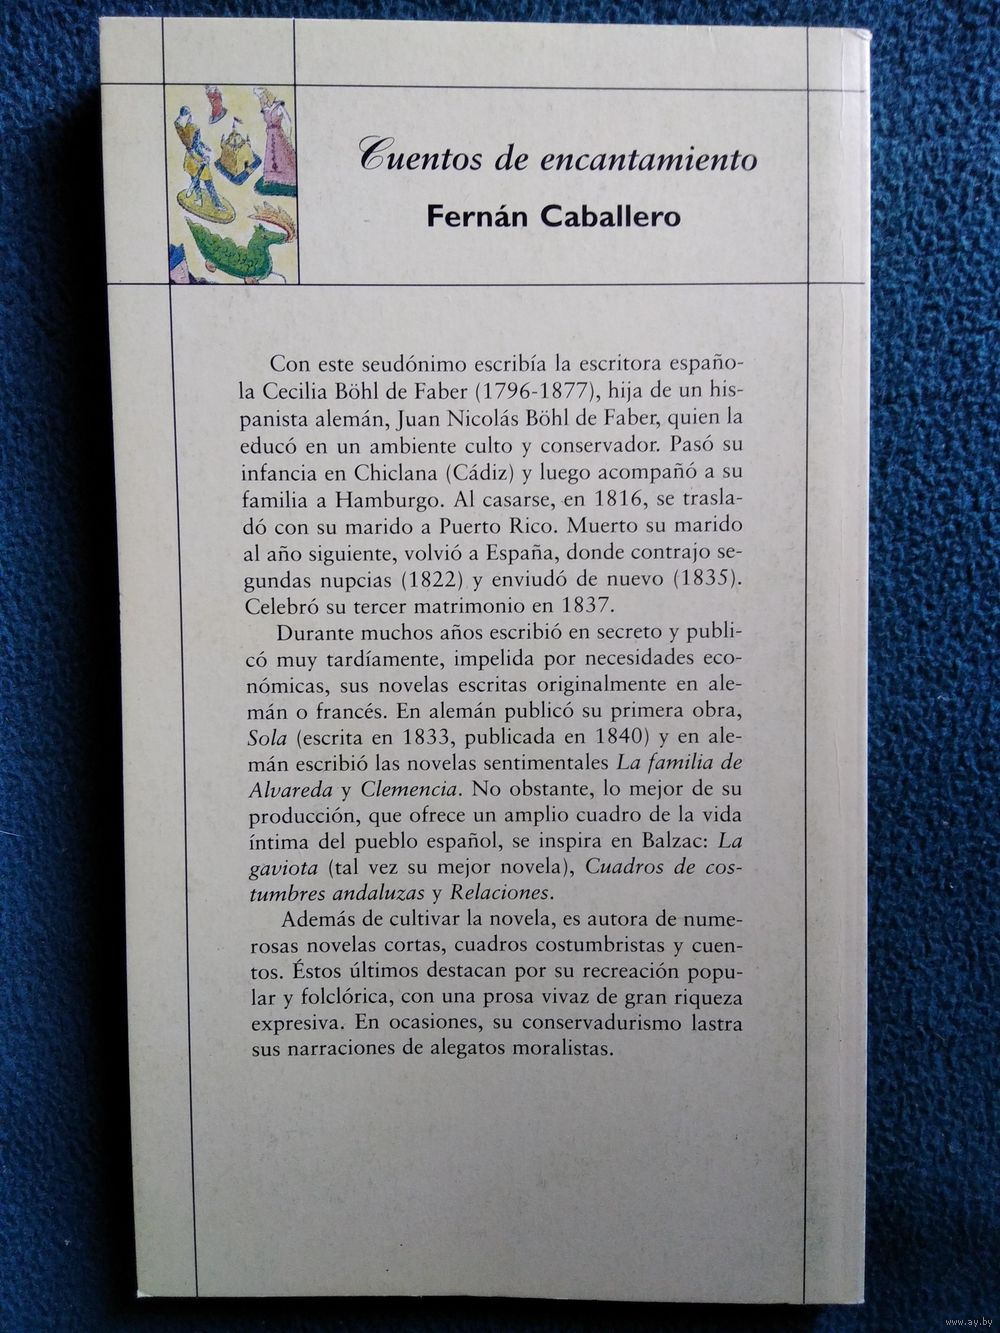 Cuentos de encantamiento
Fernán Caballero
Con este seudónimo escribía la escritora españo-
la Cecilia Böhl de Faber (1796-1877), hija de un his-
panista alemán, Juan Nicolás Böhl de Faber, quien la
educó en un ambiente culto y conservador. Pasó su
infancia en Chiclana (Cádiz) y luego acompañó a su
familia a Hamburgo. Al casarse, en 1816, se trasla-
dó con su marido a Puerto Rico. Muerto su marido
al año siguiente, volvió a España, donde contrajo se-
gundas nupcias (1822) y enviudó de nuevo (1835).
Celebró su tercer matrimonio en 1837.
Durante muchos años escribió en secreto y publi-
có muy tardíamente, impelida por necesidades eco-
nómicas, sus novelas escritas originalmente en ale-
mán o francés. En alemán publicó su primera obra,
Sola (escrita en 1833, publicada en 1840) y en ale-
mán escribió las novelas sentimentales La familia de
Alvareda y Clemencia. No obstante, lo mejor de su
producción, que ofrece un amplio cuadro de la vida
íntima del pueblo español, se inspira en Balzac: La
gaviota (tal vez su mejor novela), Cuadros de cos-
tumbres andaluzas y Relaciones.
Además de cultivar la novela, es autora de nume-
rosas novelas cortas, cuadros costumbristas y cuen-
tos. Éstos últimos destacan por su recreación popu-
lar y folclórica, con una prosa vivaz de gran riqueza
expresiva. En ocasiones, su conservadurismo lastra
sus narraciones de alegatos moralistas.
www.ay.by